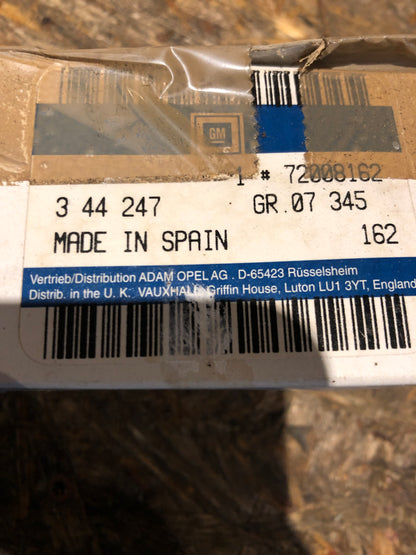 GM
1 # 72008162
3 44 247 GR.07 345
MADE IN SPAIN 162
Vertrieb/Distribution ADAM OPEL AG . D-65423 Rüsselsheim
Distrib. in the U. K. VAUXHALL Griffin House, Luton LU1 3YT, England